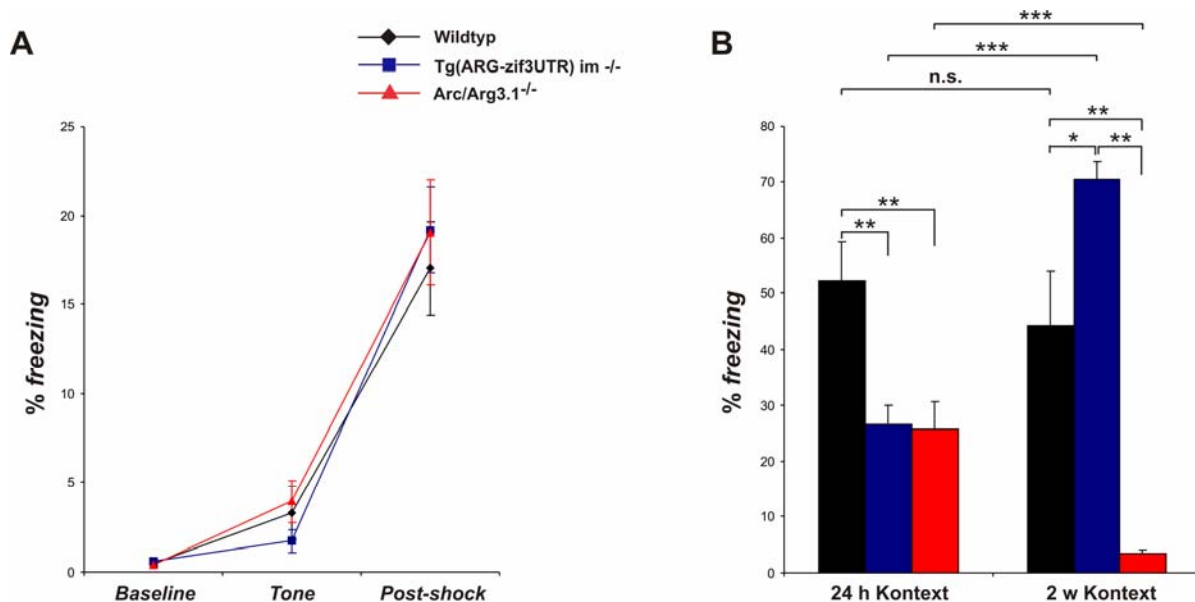 A
Wildtyp
Tg(ARG-zif3UTR) im -/-
Arc/Arg3.1-/-
25
20
15
10
5
0
% freezing
Baseline Tone Post-shock
B
***
***
n.s.
**
* **
**
**
80
70
60
50
40
30
20
10
0
% freezing
24 h Kontext 2 w Kontext